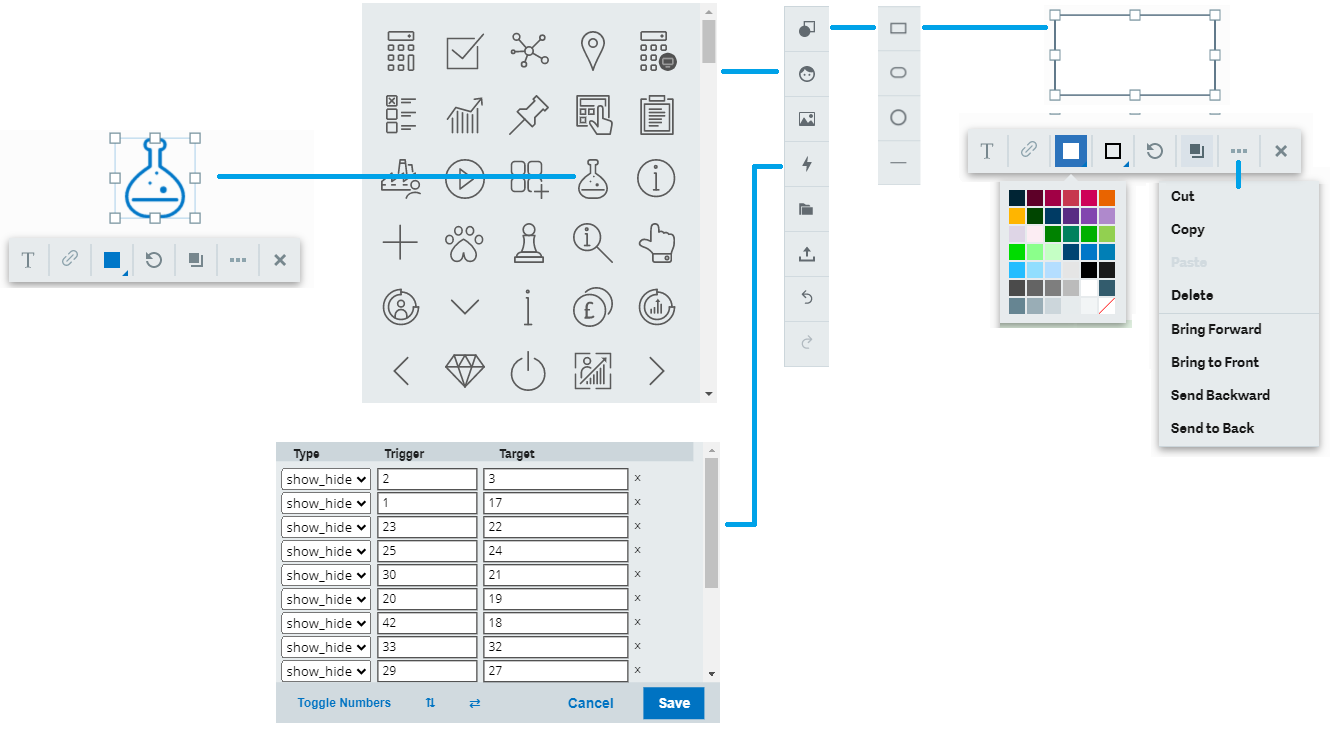 T
T
Cut
Copy
Paste
Delete
Bring Forward
Bring to Front
Send Backward
Send to Back
Type Trigger Target
show_hide 2 3 x
show_hide 1 17 x
show_hide 23 22 x
show_hide 25 24 x
show_hide 30 21 x
show_hide 20 19 x
show_hide 42 18 x
show_hide 33 32 x
show_hide 29 27 x
Toggle Numbers Cancel Save